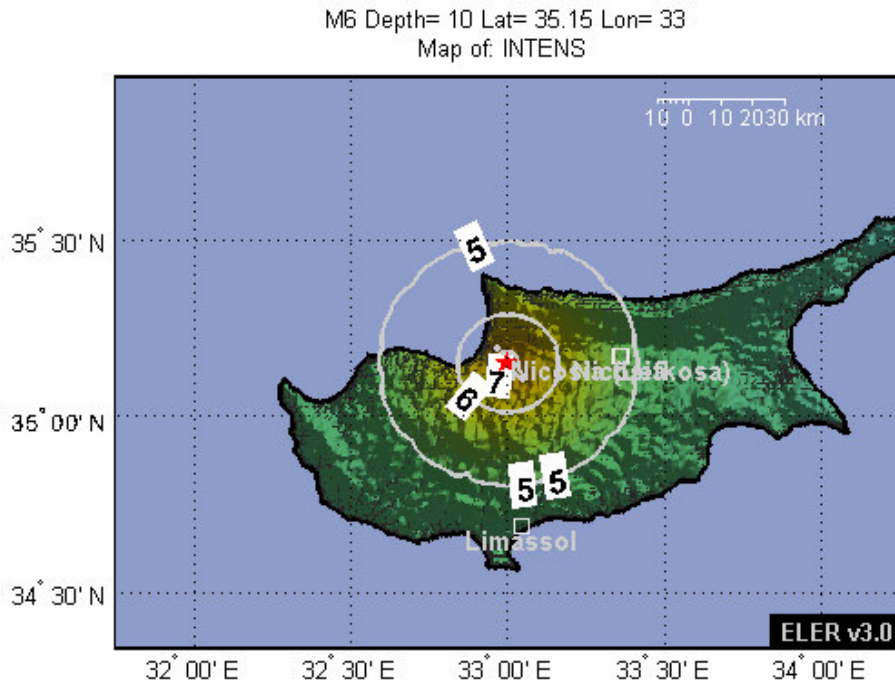 M6 Depth= 10 Lat= 35.15 Lon= 33
Map of: INTENS
10 0 10 2030 km
5
35° 30' N
7
6
35° 00' N
5 5
Limassol
34° 30' N
ELER v3.0
32° 00' E 32° 30' E 33° 00' E 33° 30' E 34° 00' E